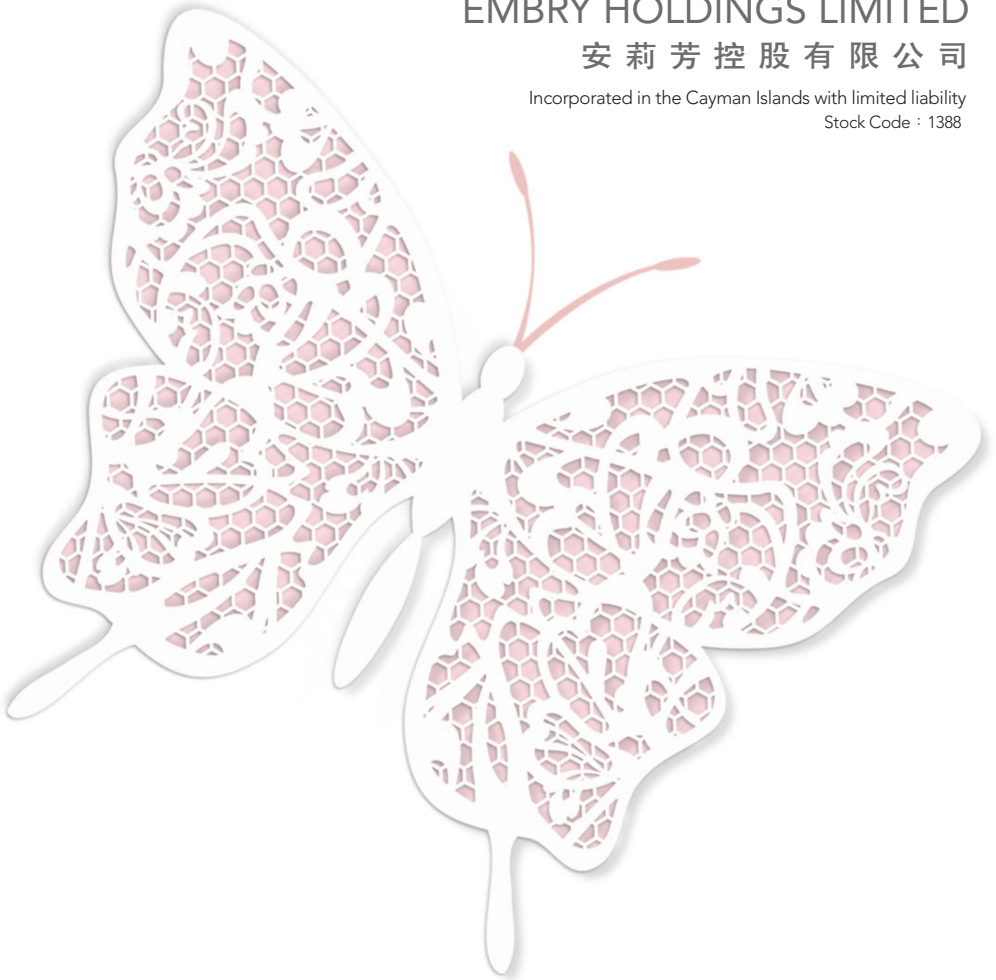 EMBRY HOLDINGS LIMITED
安莉芳控股有限公司
Incorporated in the Cayman Islands with limited liability
Stock Code：1388